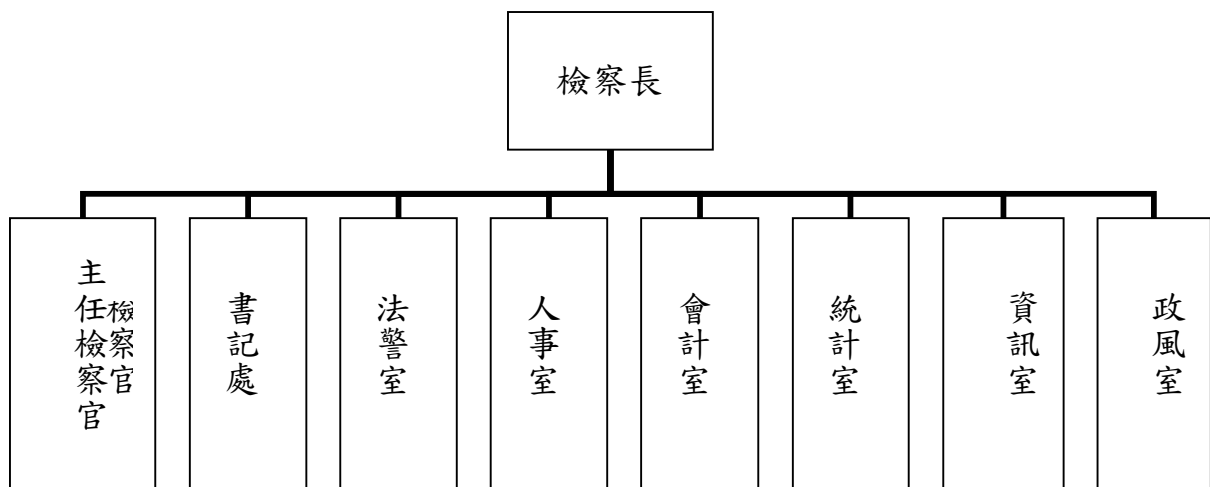 檢察長
主任檢察官
檢察官
書記處
法警室
人事室
會計室
統計室
資訊室
政風室